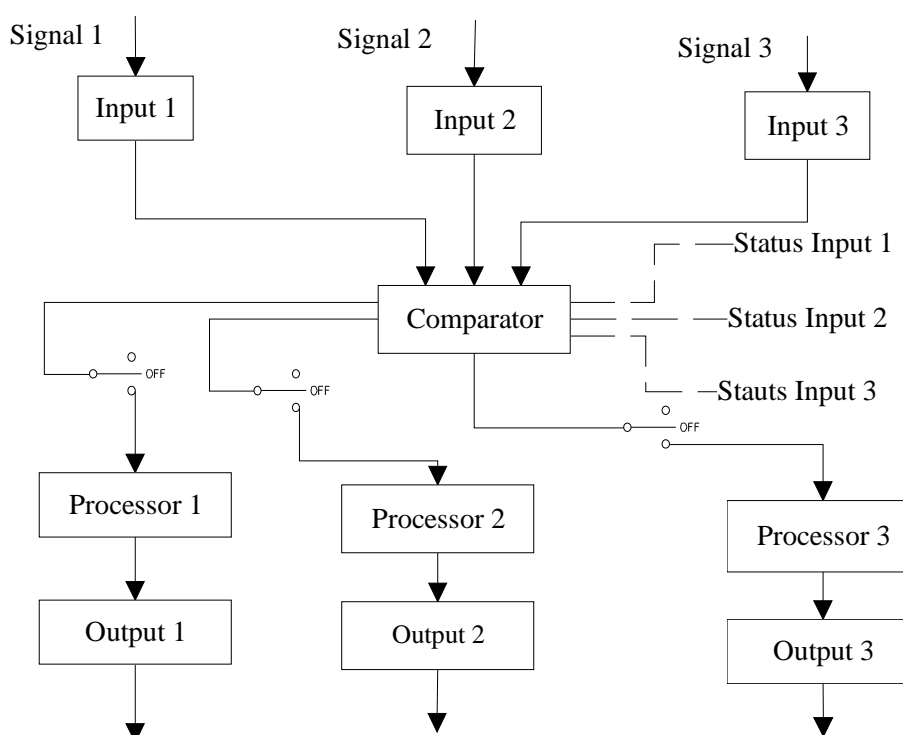 Signal 1
Signal 2
Signal 3
Input 1
Input 2
Input 3
Status Input 1
Comparator
Status Input 2
OFF
OFF
Stauts Input 3
OFF
Processor 1
Processor 2
Processor 3
Output 1
Output 2
Output 3